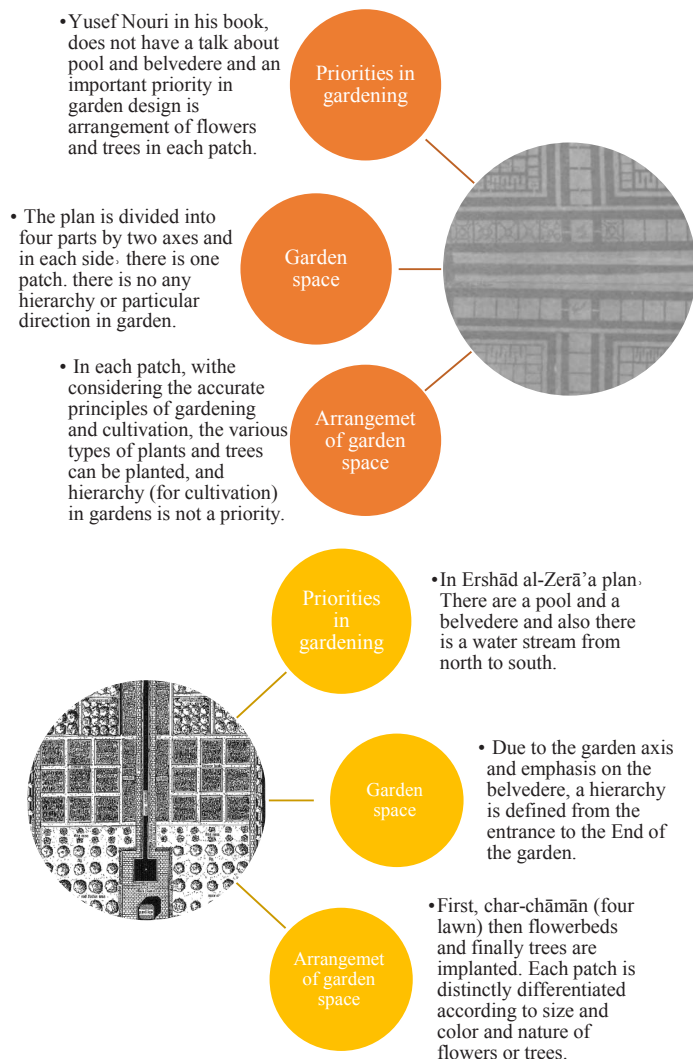 • Yusef Nouri in his book,
does not have a talk about
pool and belvedere and an
important priority in
garden design is
arrangement of flowers
and trees in each patch.
Priorities in
gardening
• The plan is divided into
four parts by two axes and
in each side، there is one
patch. there is no any
hierarchy or particular
direction in garden.
Garden
space
• In each patch, withe
considering the accurate
principles of gardening
and cultivation, the various
types of plants and trees
can be planted, and
hierarchy (for cultivation)
in gardens is not a priority.
Arrangemet
of garden
space
Priorities
in
gardening
•In Ershād al-Zerā’a plan،
There are a pool and a
belvedere and also there
is a water stream from
north to south.
Garden
space
• Due to the garden axis
and emphasis on the
belvedere, a hierarchy
is defined from the
entrance to the End of
the garden.
Arrangemet
of garden
space
•First, char-chāmān (four
lawn) then flowerbeds
and finally trees are
implanted. Each patch is
distinctly differentiated
according to size and
color and nature of
flowers or trees.